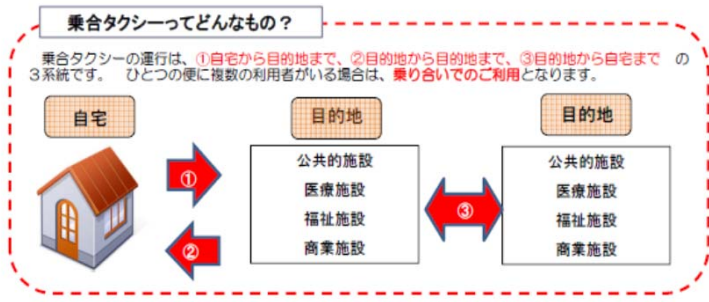 乗合タクシーってどんなもの?
乗合タクシーの運行は、①自宅から目的地まで、②目的地から目的地まで、③目的地から自宅まで の
3系統です。 ひとつの便に複数の利用者がいる場合は、乗り合いでのご利用となります。
自宅
目的地
目的地
①
②
公共的施設
医療施設
福祉施設
商業施設
③
公共的施設
医療施設
福祉施設
商業施設